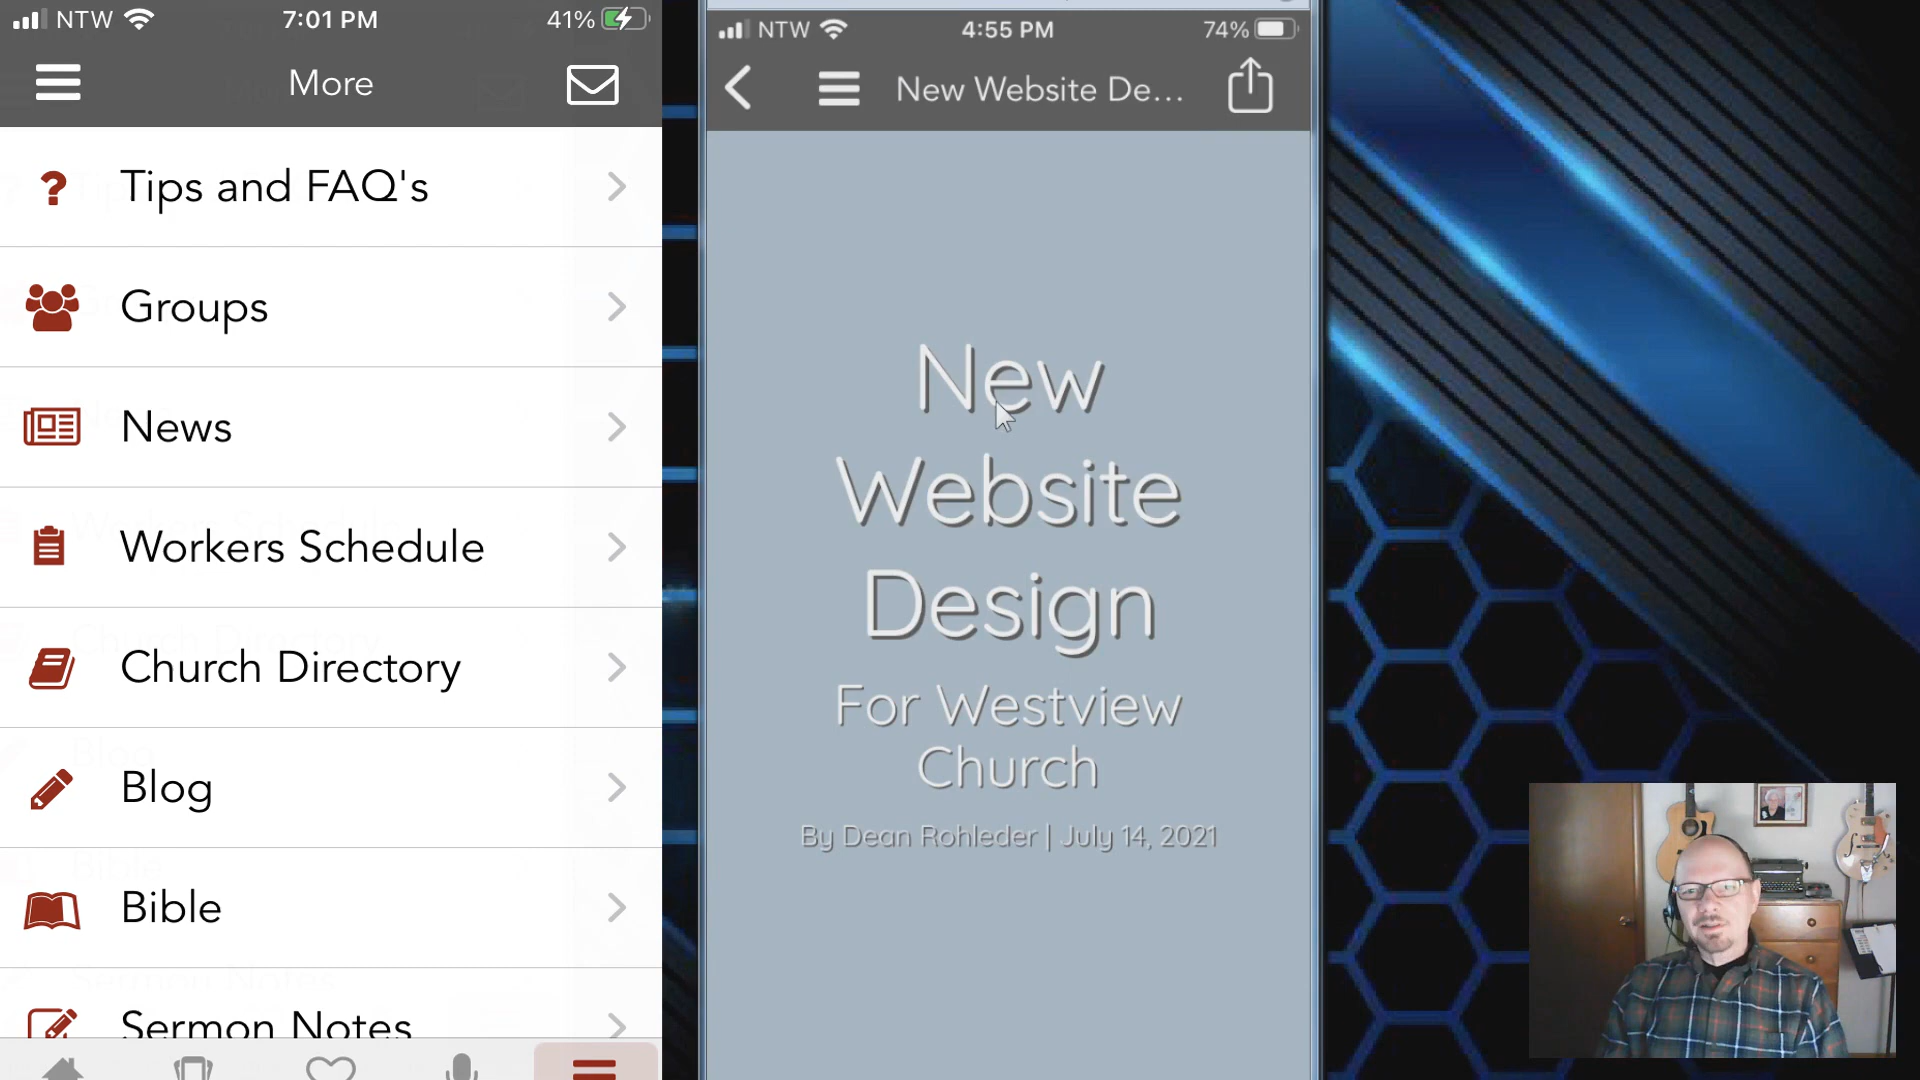 NTW 7:01 PM 41%
More
Tips and FAQ's
Groups
News
Workers Schedule
Church Directory
Blog
Bible
Sermon Notes
NTW 4:55 PM 74%
New Website De...
New
Website
Design
For Westview
Church
By Dean Rohleder | July 14, 2021